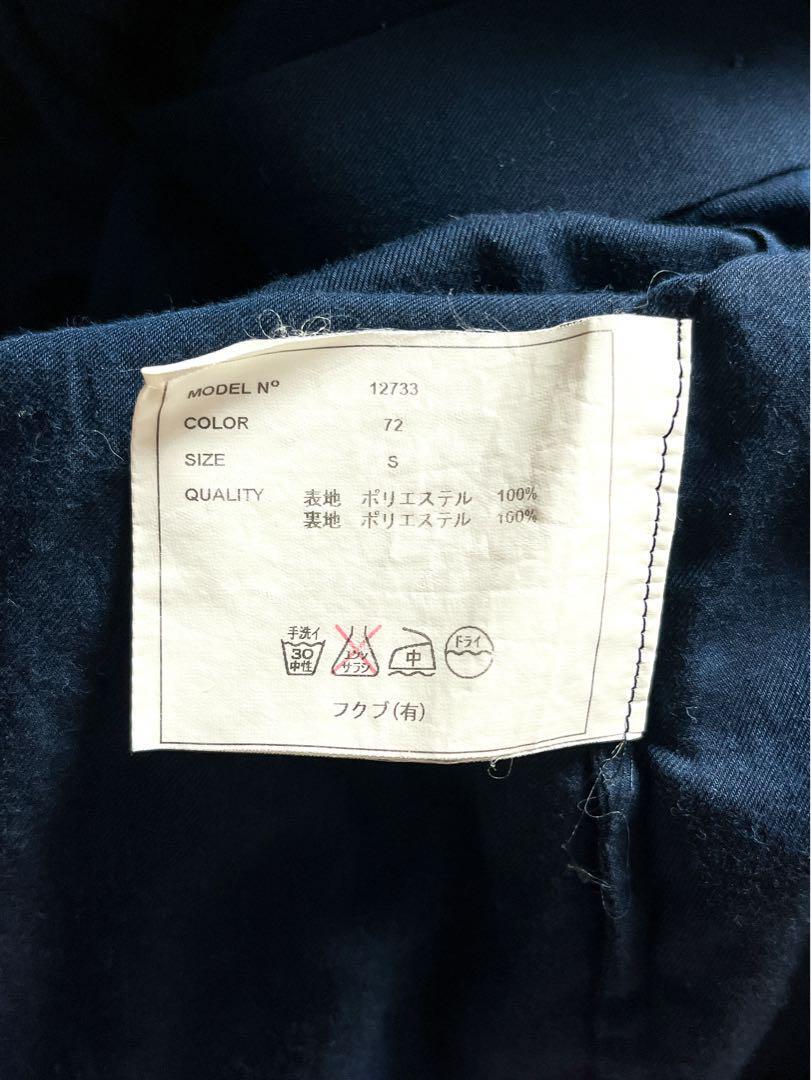 MODEL Nº 12733
COLOR 72
SIZE S
QUALITY 表地 ポリエステル 100%
裏地 ポリエステル 100%
手洗イ
30
中性
エンソ
サラシ
中
ドライ
フクブ(有)